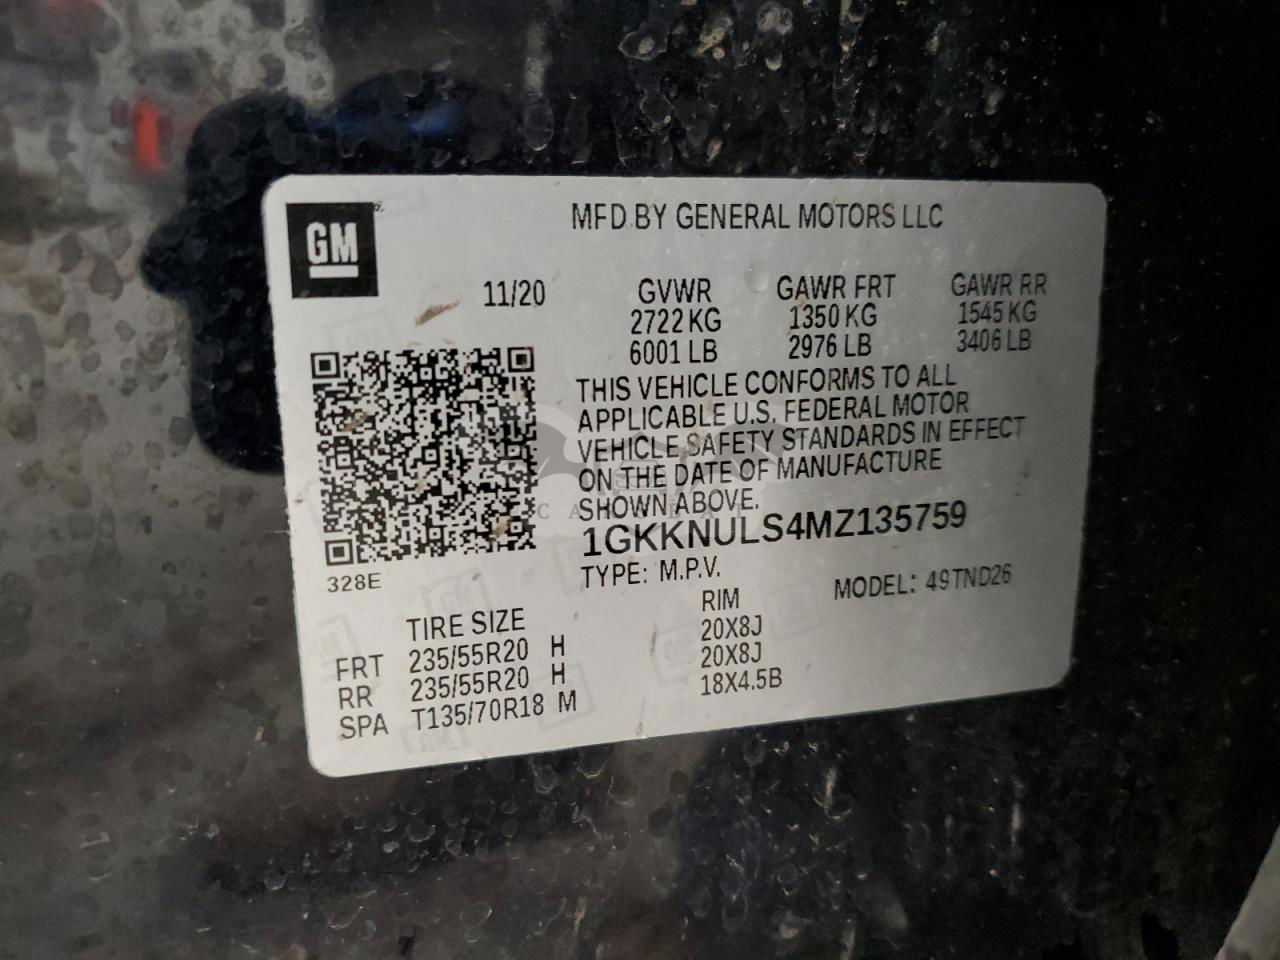 GM
MFD BY GENERAL MOTORS LLC
11/20
GVWR GAWR FRT GAWR RR
2722 KG 1350 KG 1545 KG
6001 LB 2976 LB 3406 LB
THIS VEHICLE CONFORMS TO ALL
APPLICABLE U.S. FEDERAL MOTOR
VEHICLE SAFETY STANDARDS IN EFFECT
ON THE DATE OF MANUFACTURE
SHOWN ABOVE.
1GKKNULS4MZ135759
TYPE: M.P.V. MODEL: 49TND26
328E
TIRE SIZE RIM
FRT 235/55R20 H 20X8J
RR 235/55R20 H 20X8J
SPA T135/70R18 M 18X4.5B